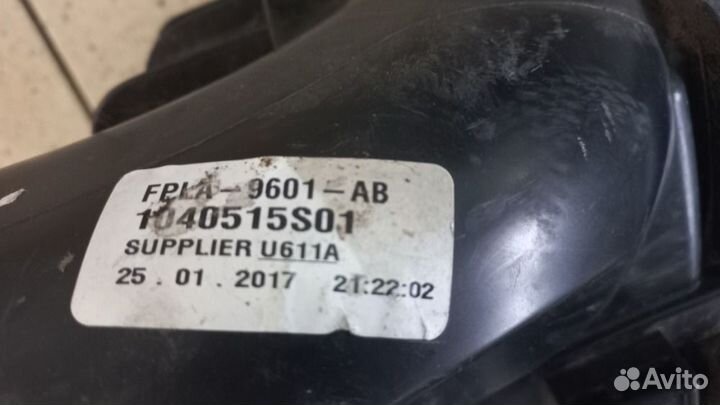 FPLA-9601-AB
1040515S01
SUPPLIER U611A
25.01.2017 21:22:02
Avito